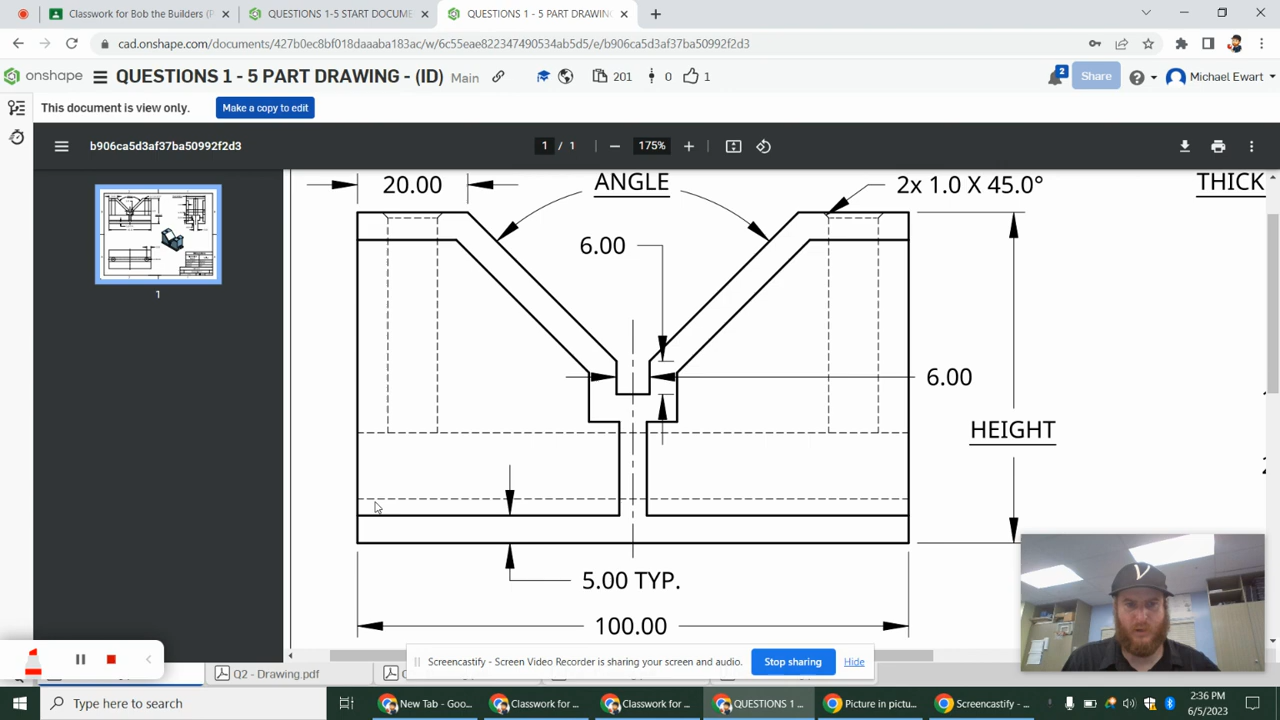 Classwork for Bob the Builders (P
QUESTIONS 1-5 START DOCUME
QUESTIONS 1 - 5 PART DRAWING
cad.onshape.com/documents/427b0ec8bf018daaaba183ac/w/6c55eae822347490534ab5d5/e/b906ca5d3af37ba50992f2d3
onshape
QUESTIONS 1 - 5 PART DRAWING - (ID)
Main
201
0
1
2
Share
Michael Ewart
This document is view only.
Make a copy to edit
b906ca5d3af37ba50992f2d3
1 / 1
175%
1
20.00
ANGLE
2x 1.0 X 45.0°
THICK
6.00
6.00
HEIGHT
5.00 TYP.
100.00
Screencastify - Screen Video Recorder is sharing your screen and audio.
Stop sharing
Hide
Q2 - Drawing.pdf
Type here to search
New Tab - Goo...
Classwork for ...
Classwork for ...
QUESTIONS 1 ...
Picture in pictu...
Screencastify - ...
2:36 PM
6/5/2023